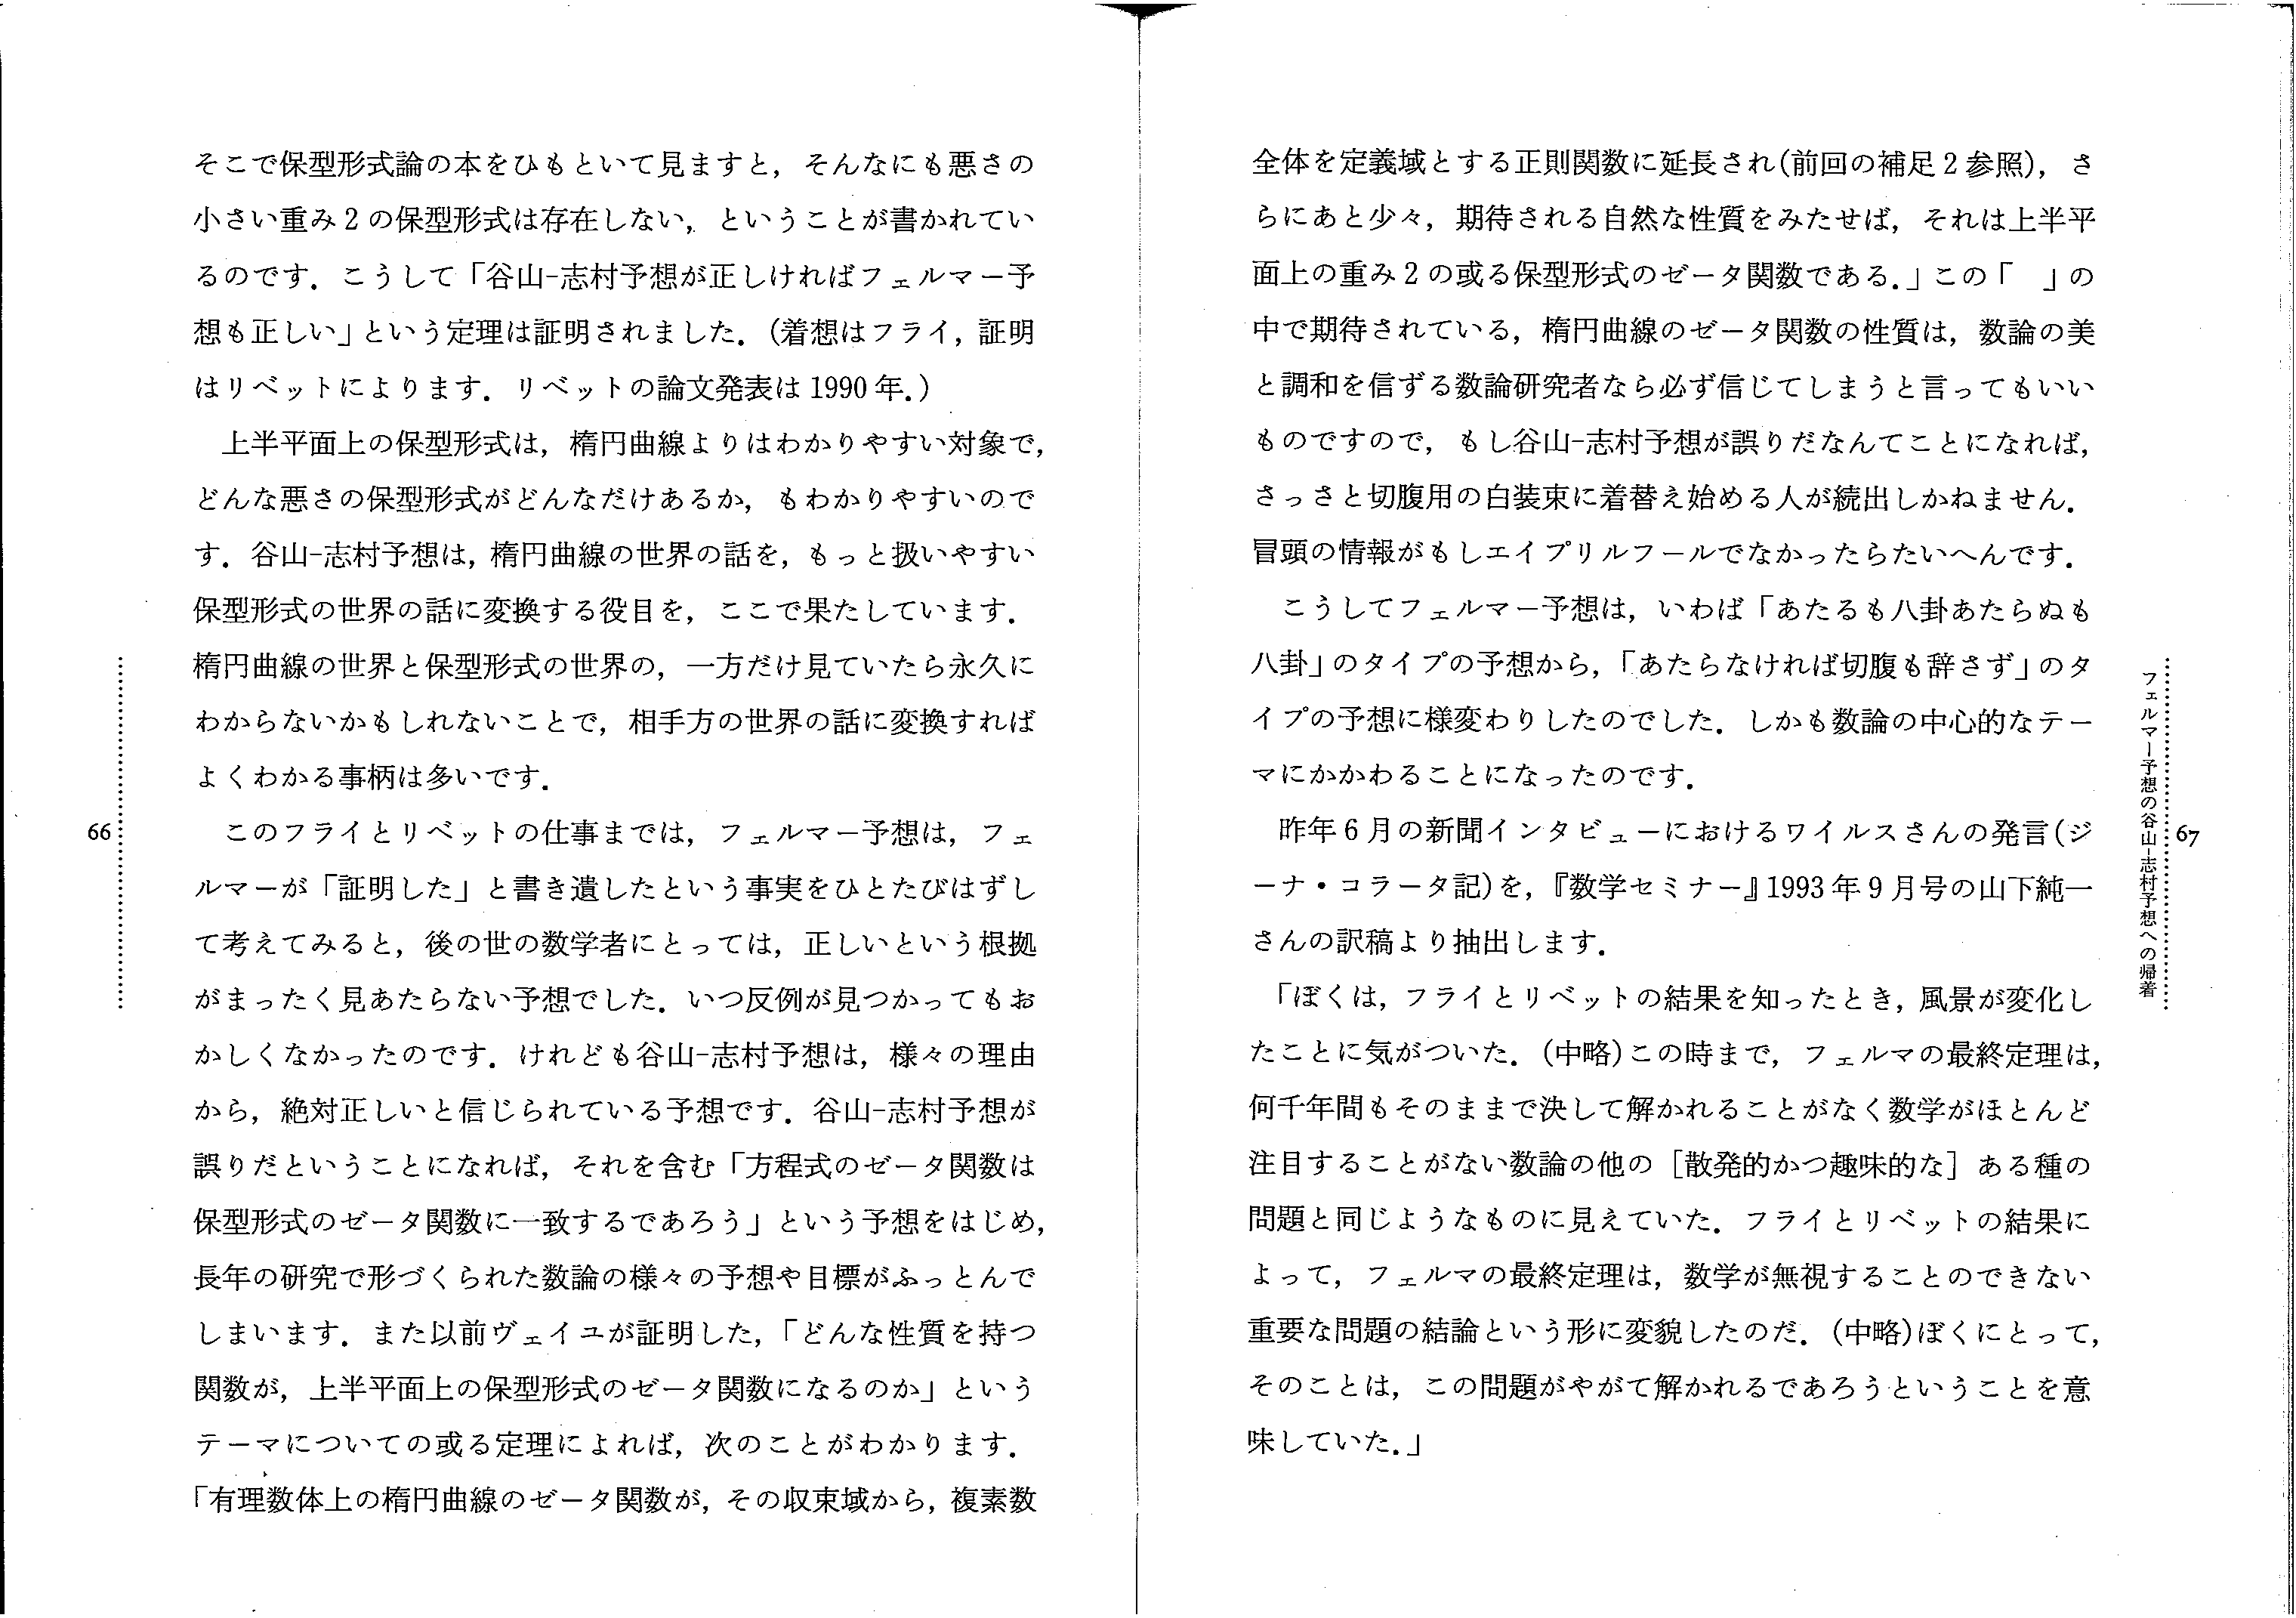 そこで保型形式論の本をひもといて見ますと，そんなにも悪さの
小さい重み2の保型形式は存在しない，ということが書かれてい
るのです．こうして「谷山-志村予想が正しければフェルマー予
想も正しい」という定理は証明されました．（着想はフライ，証明
はリベットによります．リベットの論文発表は1990年．）
上半平面上の保型形式は，楕円曲線よりはわかりやすい対象で，
どんな悪さの保型形式がどんなだけあるか，もわかりやすいので
す．谷山-志村予想は，楕円曲線の世界の話を，もっと扱いやすい
保型形式の世界の話に変換する役目を，ここで果たしています．
楕円曲線の世界と保型形式の世界の，一方だけ見ていたら永久に
わからないかもしれないことで，相手方の世界の話に変換すれば
よくわかる事柄は多いです．
このフライとリベットの仕事までは，フェルマー予想は，フェ
ルマーが「証明した」と書き遺したという事実をひとたびはずし
て考えてみると，後の世の数学者にとっては，正しいという根拠
がまったく見あたらない予想でした．いつ反例が見つかってもお
かしくなかったのです．けれども谷山-志村予想は，様々の理由
から，絶対正しいと信じられている予想です．谷山-志村予想が
誤りだということになれば，それを含む「方程式のゼータ関数は
保型形式のゼータ関数に一致するであろう」という予想をはじめ，
長年の研究で形づくられた数論の様々の予想や目標がふっとんで
しまいます．また以前ヴェイユが証明した，「どんな性質を持つ
関数が，上半平面上の保型形式のゼータ関数になるのか」という
テーマについての或る定理によれば，次のことがわかります．
「有理数体上の楕円曲線のゼータ関数が，その収束域から，複素数
66
全体を定義域とする正則関数に延長され（前回の補足2参照），さ
らにあと少々，期待される自然な性質をみたせば，それは上半平
面上の重み2の或る保型形式のゼータ関数である．」この「　」の
中で期待されている，楕円曲線のゼータ関数の性質は，数論の美
と調和を信ずる数論研究者なら必ず信じてしまうと言ってもいい
ものですので，もし谷山-志村予想が誤りだなんてことになれば，
さっさと切腹用の白装束に着替え始める人が続出しかねません．
冒頭の情報がもしエイプリルフールでなかったらたいへんです．
こうしてフェルマー予想は，いわば「あたるも八卦あたらぬも
八卦」のタイプの予想から，「あたらなければ切腹も辞さず」のタ
イプの予想に様変わりしたのでした．しかも数論の中心的なテー
マにかかわることになったのです．
昨年6月の新聞インタビューにおけるワイルスさんの発言（ジ
ーナ・コラータ記）を，『数学セミナー』1993年9月号の山下純一
さんの訳稿より抽出します．
「ぼくは，フライとリベットの結果を知ったとき，風景が変化し
たことに気がついた．（中略）この時まで，フェルマの最終定理は，
何千年間もそのままで決して解かれることがなく数学がほとんど
注目することがない数論の他の［散発的かつ趣味的な］ある種の
問題と同じようなものに見えていた．フライとリベットの結果に
よって，フェルマの最終定理は，数学が無視することのできない
重要な問題の結論という形に変貌したのだ．（中略）ぼくにとって，
そのことは，この問題がやがて解かれるであろうということを意
味していた．」
フェルマー予想の谷山-志村予想への帰着
67